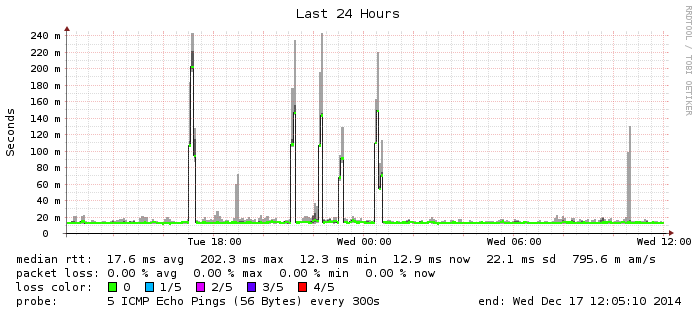 Last 24 Hours
RRDTOOL / TOBI OETIKER
Seconds
240 m
220 m
200 m
180 m
160 m
140 m
120 m
100 m
80 m
60 m
40 m
20 m
0
Tue 18:00 Wed 00:00 Wed 06:00 Wed 12:00
median rtt: 17.6 ms avg 202.3 ms max 12.3 ms min 12.9 ms now 22.1 ms sd 795.6 m am/s
packet loss: 0.00 % avg 0.00 % max 0.00 % min 0.00 % now
loss color: 0 1/5 2/5 3/5 4/5
probe: 5 ICMP Echo Pings (56 Bytes) every 300s end: Wed Dec 17 12:05:10 2014